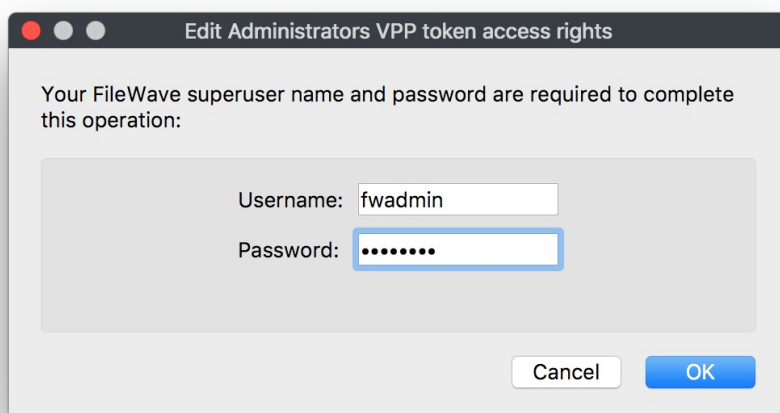 Edit Administrators VPP token access rights
Your FileWave superuser name and password are required to complete
this operation:
Username: fwadmin
Password: ••••••••
Cancel OK